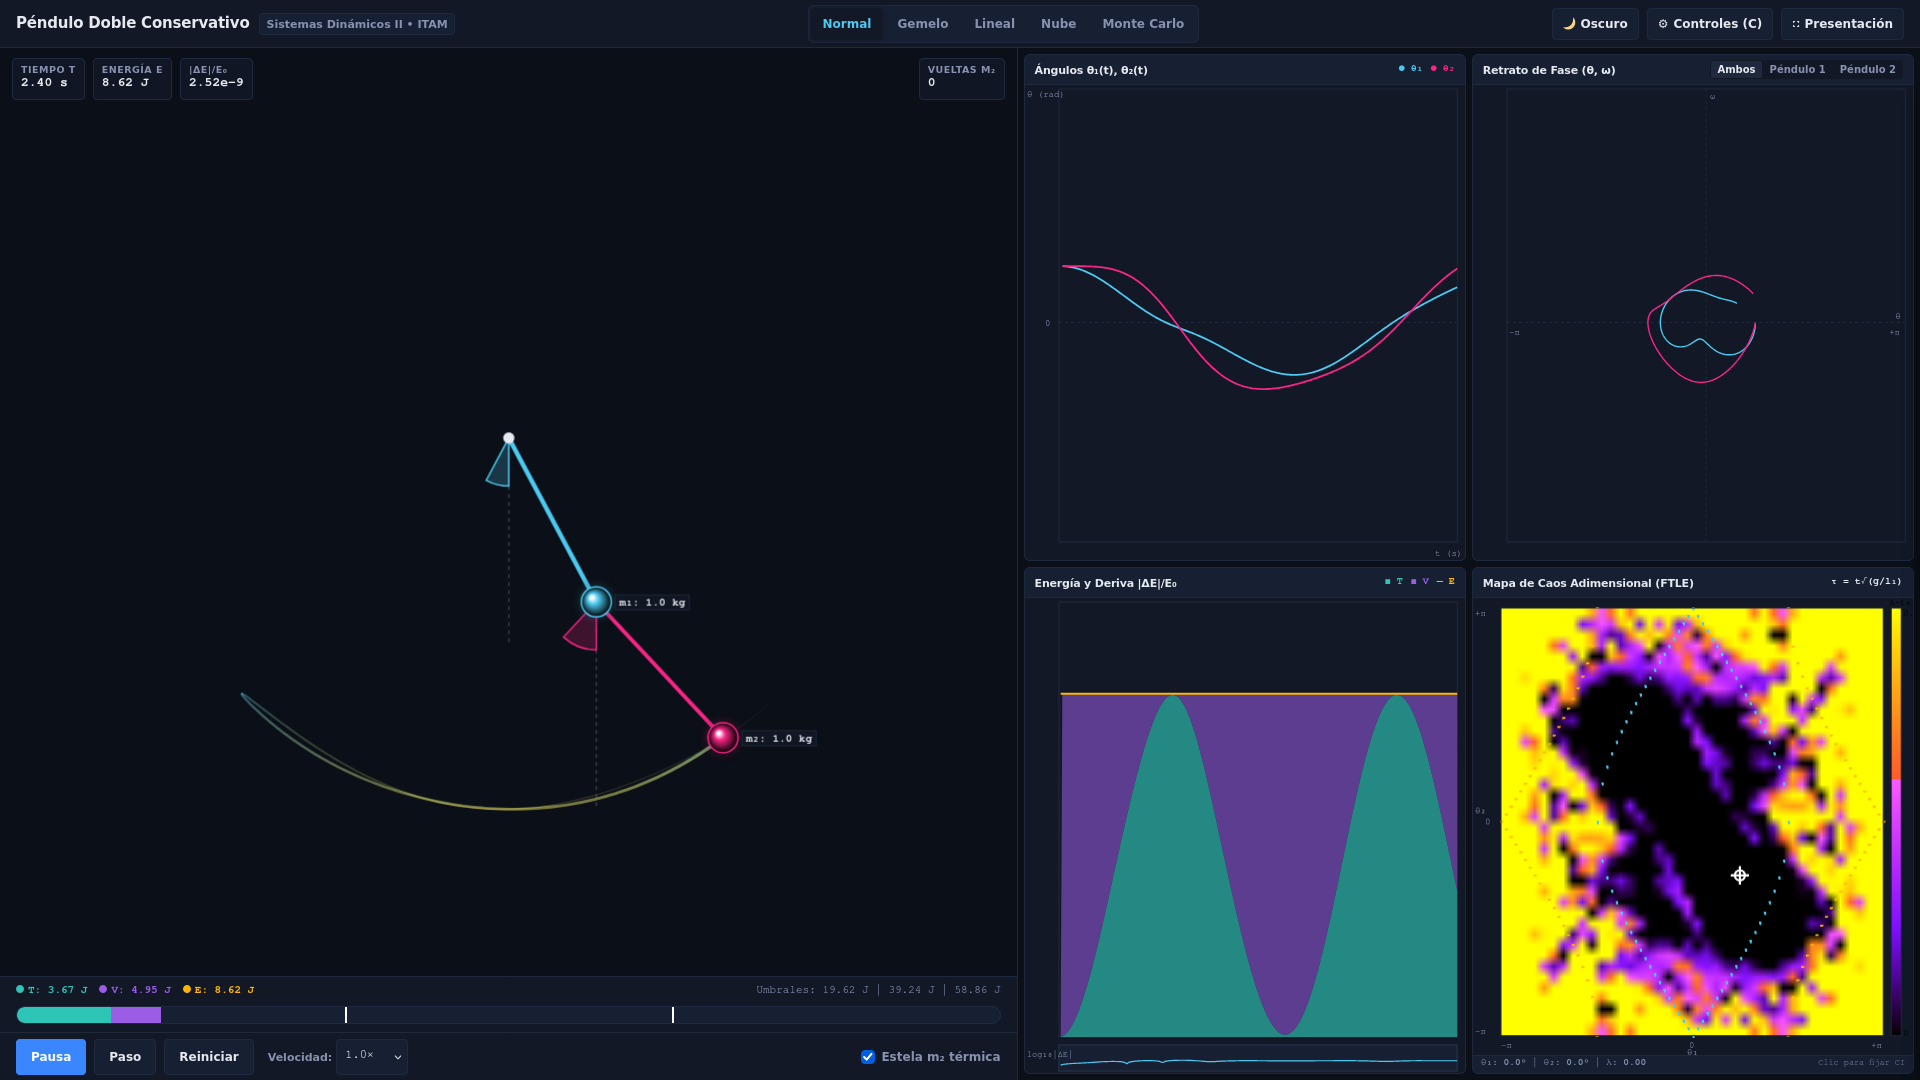 Péndulo Doble Conservativo
Sistemas Dinámicos II • ITAM
Normal
Gemelo
Lineal
Nube
Monte Carlo
🌙 Oscuro
⚙ Controles (C)
∷ Presentación
TIEMPO T
2.40 s
ENERGÍA E
8.62 J
|ΔE|/E₀
2.52e−9
VUELTAS M₂
0
m₁: 1.0 kg
m₂: 1.0 kg
T: 3.67 J
V: 4.95 J
E: 8.62 J
Umbrales: 19.62 J │ 39.24 J │ 58.86 J
Pausa
Paso
Reiniciar
Velocidad:
1.0×
Estela m₂ térmica
Ángulos θ₁(t), θ₂(t)
θ₁
θ₂
θ (rad)
0
t (s)
Retrato de Fase (θ, ω)
Ambos
Péndulo 1
Péndulo 2
ω
θ
−π
+π
Energía y Deriva |ΔE|/E₀
T
V
— E
log₁₀|ΔE|
Mapa de Caos Adimensional (FTLE)
τ = t√(g/l₁)
+π
θ₂
0
−π
−π
0
+π
θ₁
θ₁: 0.0° │ θ₂: 0.0° │ λ: 0.00
Clic para fijar CI